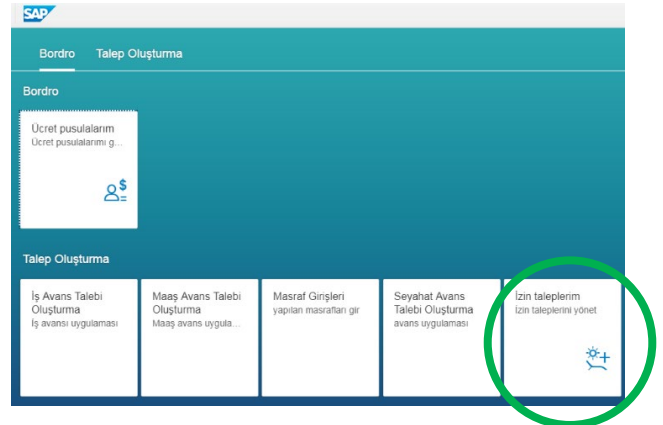 SAP
Bordro Talep Oluşturma
Bordro
Ücret pusulalarım
Ücret pusulalarımı g...
$
Talep Oluşturma
İş Avans Talebi
Oluşturma
İş avansı uygulaması
Maaş Avans Talebi
Oluşturma
Maaş avans uygula...
Masraf Girişleri
yapılan masrafları gir
Seyahat Avans
Talebi Oluşturma
avans uygulaması
İzin taleplerim
İzin taleplerini yönet